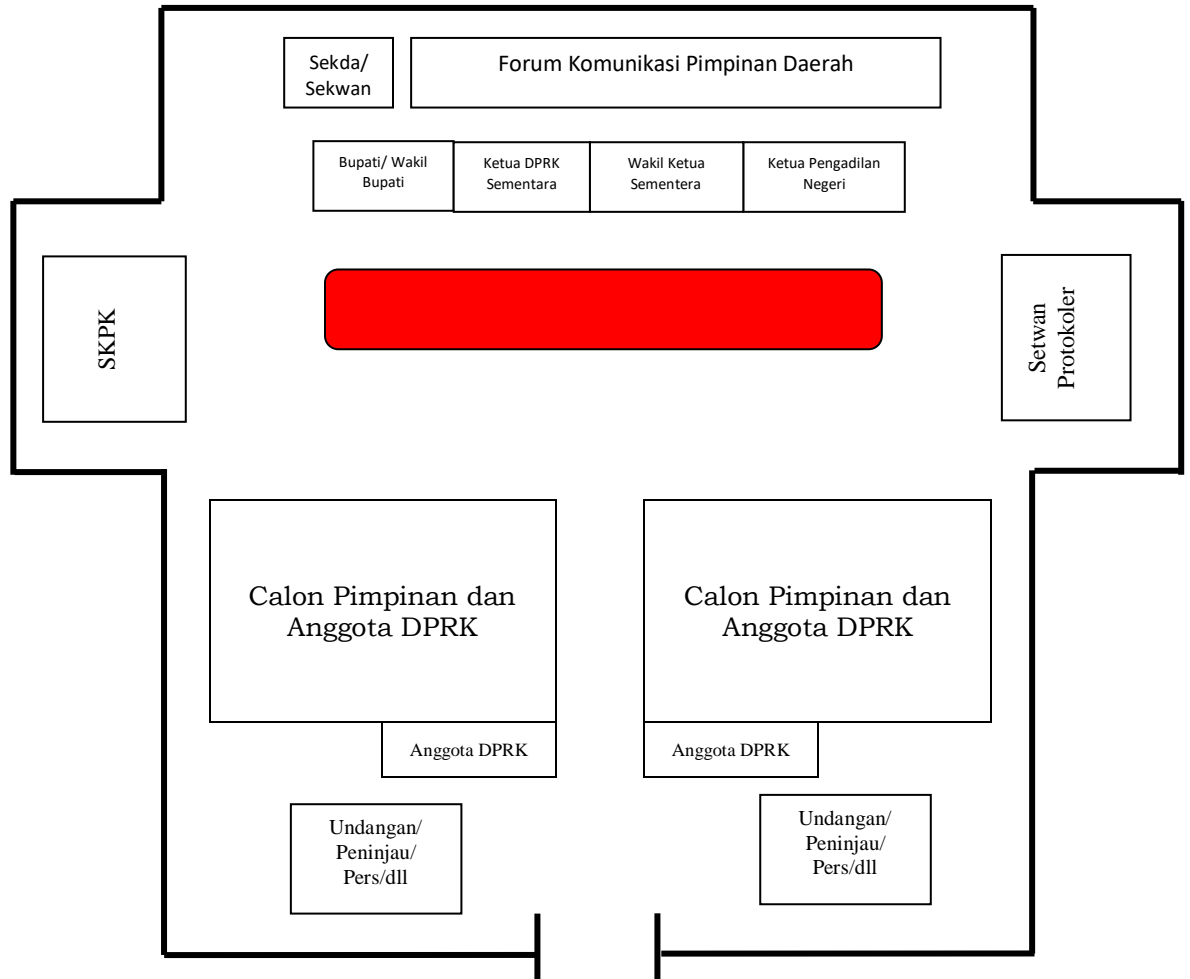 Sekda/
Sekwan
Forum Komunikasi Pimpinan Daerah
Bupati/ Wakil
Bupati
Ketua DPRK
Sementara
Wakil Ketua
Sementera
Ketua Pengadilan
Negeri
SKPK
Setwan
Protokoler
Calon Pimpinan dan
Anggota DPRK
Calon Pimpinan dan
Anggota DPRK
Anggota DPRK
Anggota DPRK
Undangan/
Peninjau/
Pers/dll
Undangan/
Peninjau/
Pers/dll